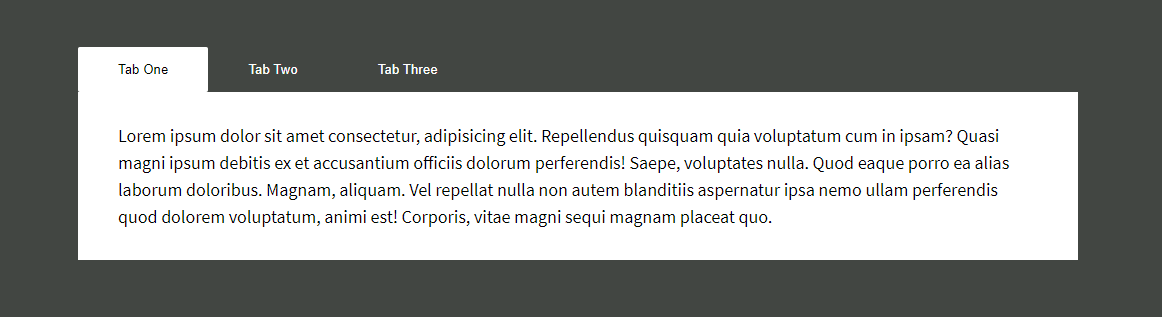 Tab One Tab Two Tab Three
Lorem ipsum dolor sit amet consectetur, adipisicing elit. Repellendus quisquam quia voluptatum cum in ipsam? Quasi
magni ipsum debitis ex et accusantium officiis dolorum perferendis! Saepe, voluptates nulla. Quod eaque porro ea alias
laborum doloribus. Magnam, aliquam. Vel repellat nulla non autem blanditiis aspernatur ipsa nemo ullam perferendis
quod dolorem voluptatum, animi est! Corporis, vitae magni sequi magnam placeat quo.